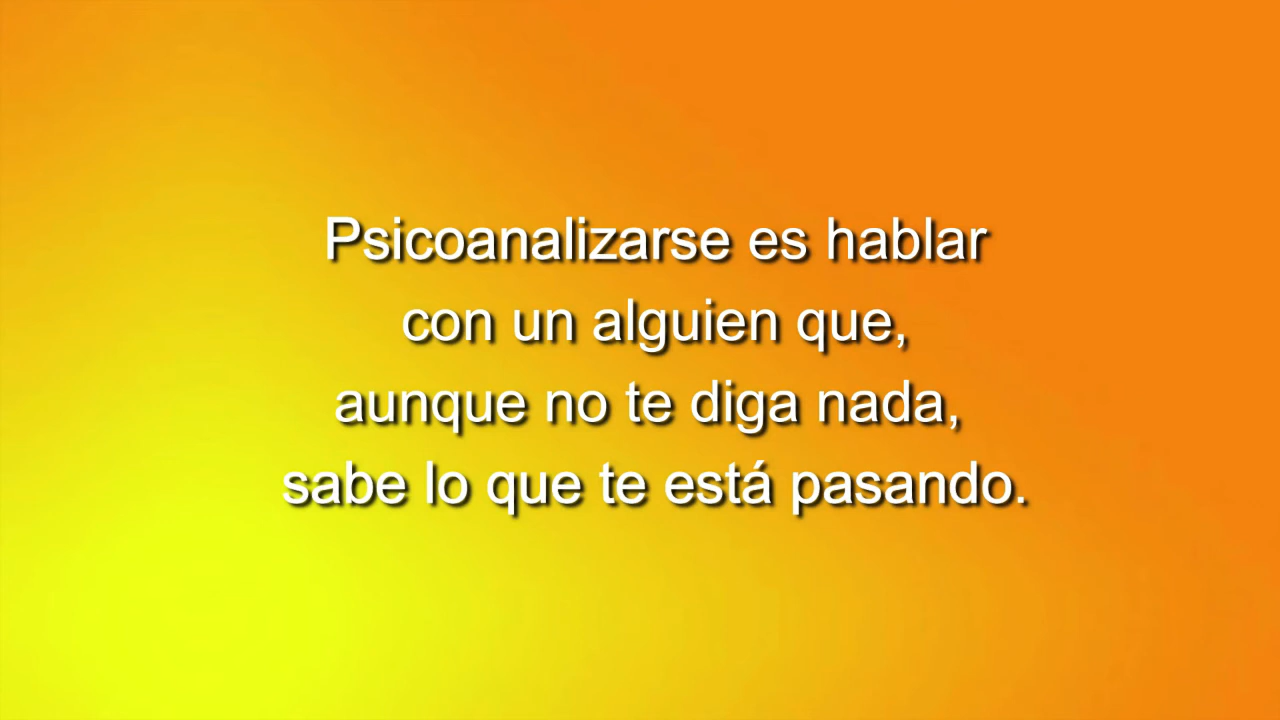 Psicoanalizarse es hablar
con un alguien que,
aunque no te diga nada,
sabe lo que te está pasando.